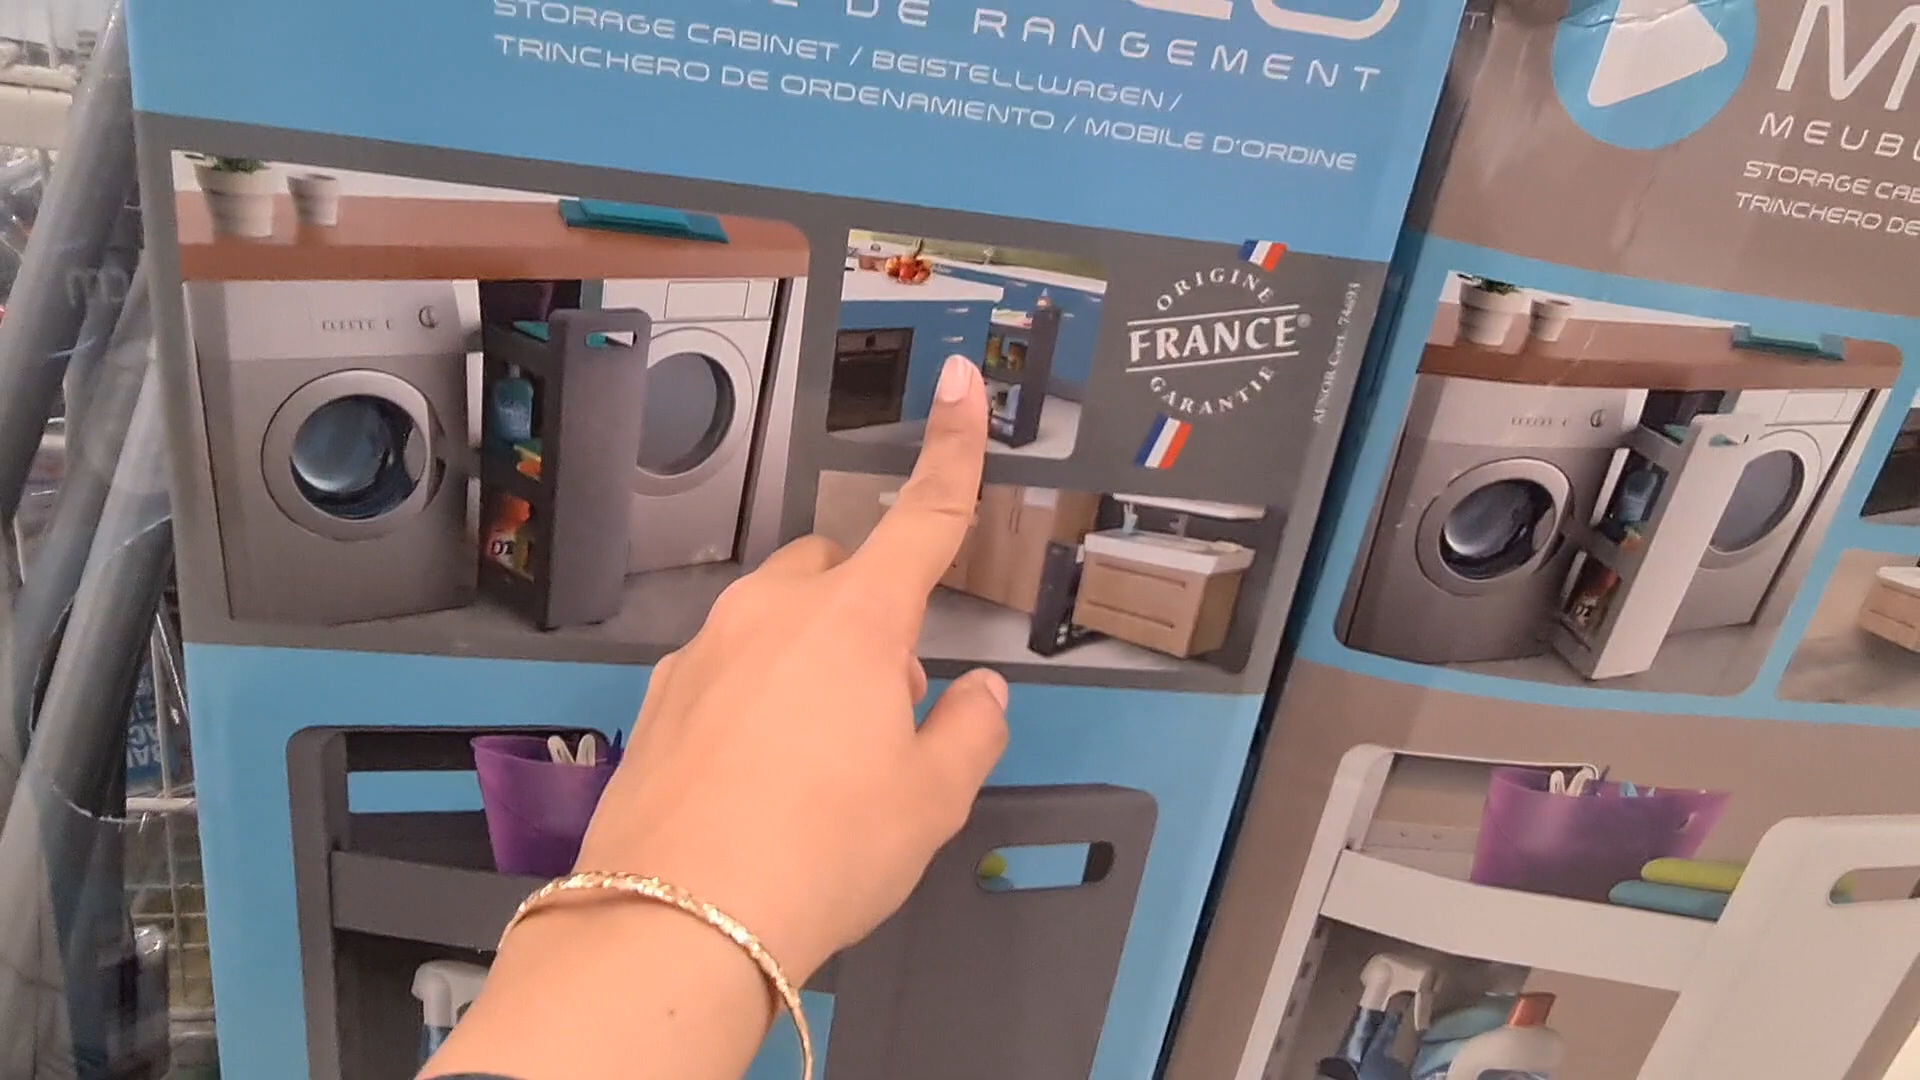 DE RANGEMENT
STORAGE CABINET / BEISTELLWAGEN /
TRINCHERO DE ORDENAMIENTO / MOBILE D'ORDINE
ORIGINE
FRANCE®
GARANTIE
AFNOR Cert. 74493
M
MEUB
STORAGE CAB
TRINCHERO DE